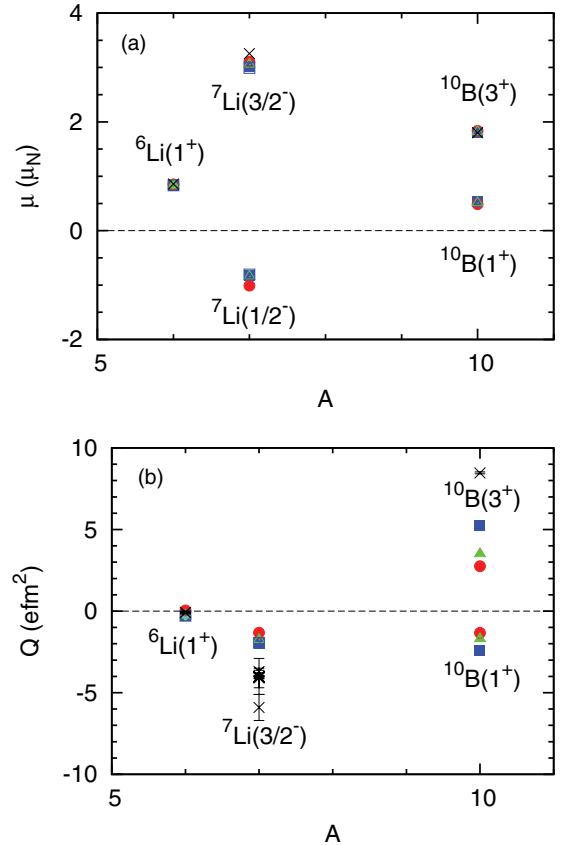 (a)
4
2
0
-2
μ (μ_N)
⁷Li(3/2⁻)
⁶Li(1⁺)
¹⁰B(3⁺)
¹⁰B(1⁺)
⁷Li(1/2⁻)
5
10
A
(b)
10
5
0
-5
-10
Q (efm²)
¹⁰B(3⁺)
⁶Li(1⁺)
¹⁰B(1⁺)
⁷Li(3/2⁻)
5
10
A